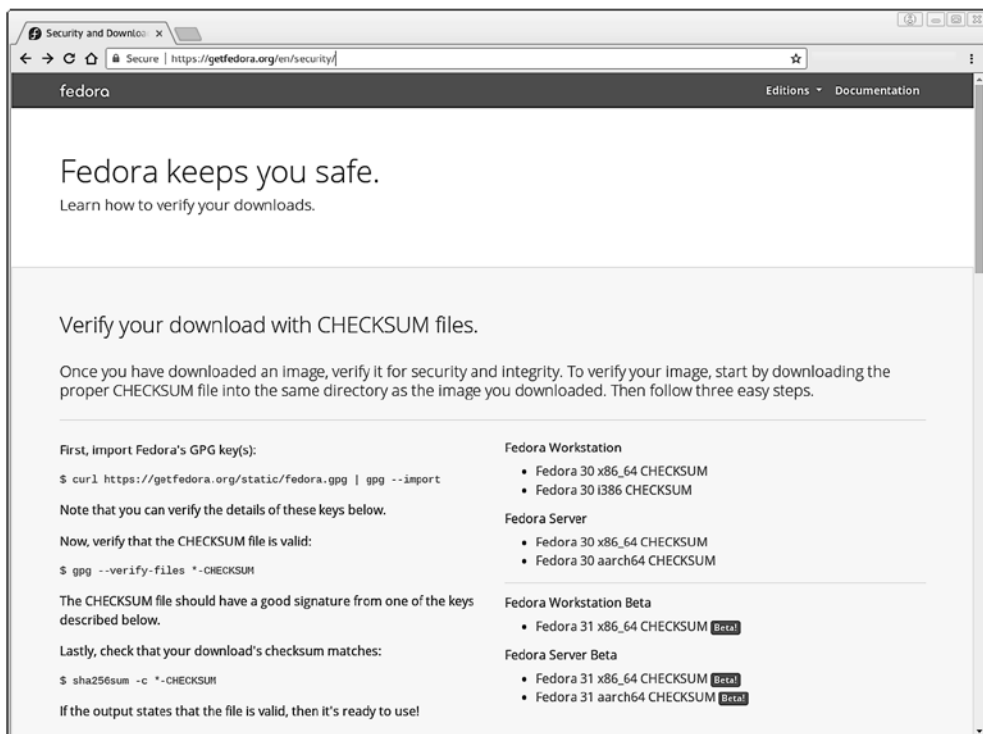 Security and Downloa
Secure | https://getfedora.org/en/security/
fedora
Editions Documentation
Fedora keeps you safe.
Learn how to verify your downloads.
Verify your download with CHECKSUM files.
Once you have downloaded an image, verify it for security and integrity. To verify your image, start by downloading the
proper CHECKSUM file into the same directory as the image you downloaded. Then follow three easy steps.
First, import Fedora's GPG key(s):
$ curl https://getfedora.org/static/fedora.gpg | gpg --import
Note that you can verify the details of these keys below.
Now, verify that the CHECKSUM file is valid:
$ gpg --verify-files *-CHECKSUM
The CHECKSUM file should have a good signature from one of the keys
described below.
Lastly, check that your download's checksum matches:
$ sha256sum -c *-CHECKSUM
If the output states that the file is valid, then it's ready to use!
Fedora Workstation
• Fedora 30 x86_64 CHECKSUM
• Fedora 30 i386 CHECKSUM
Fedora Server
• Fedora 30 x86_64 CHECKSUM
• Fedora 30 aarch64 CHECKSUM
Fedora Workstation Beta
• Fedora 31 x86_64 CHECKSUM Beta!
Fedora Server Beta
• Fedora 31 x86_64 CHECKSUM Beta!
• Fedora 31 aarch64 CHECKSUM Beta!